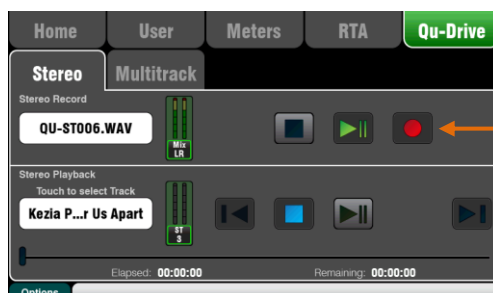 Home User Meters RTA Qu-Drive
Stereo Multitrack
Stereo Record
QU-ST006.WAV
Mix
LR
Stereo Playback
Touch to select Track
Kezia P...r Us Apart
ST
3
Elapsed: 00:00:00 Remaining: 00:00:00
Options